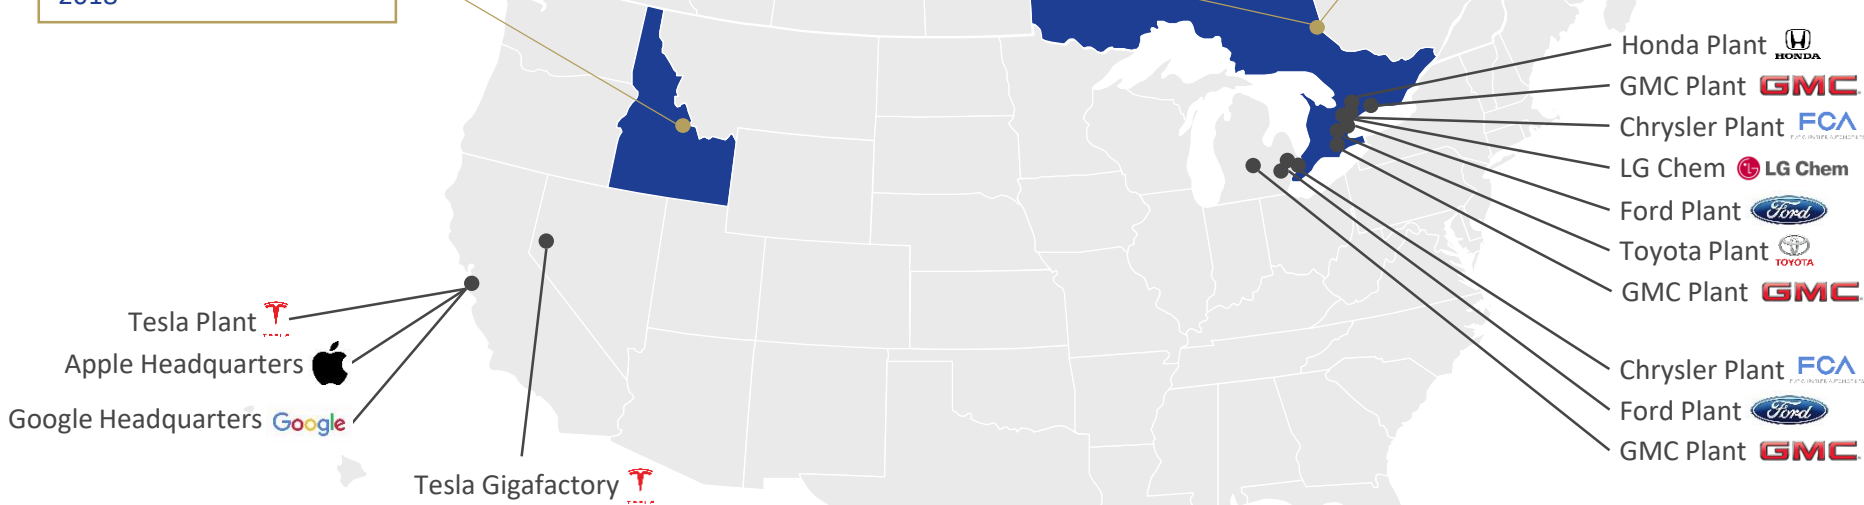 2018
Honda Plant HONDA
GMC Plant GMC
Chrysler Plant FCA
LG Chem LG Chem
Ford Plant Ford
Toyota Plant TOYOTA
GMC Plant GMC
Tesla Plant
Apple Headquarters
Google Headquarters Google
Tesla Gigafactory
Chrysler Plant FCA
Ford Plant Ford
GMC Plant GMC